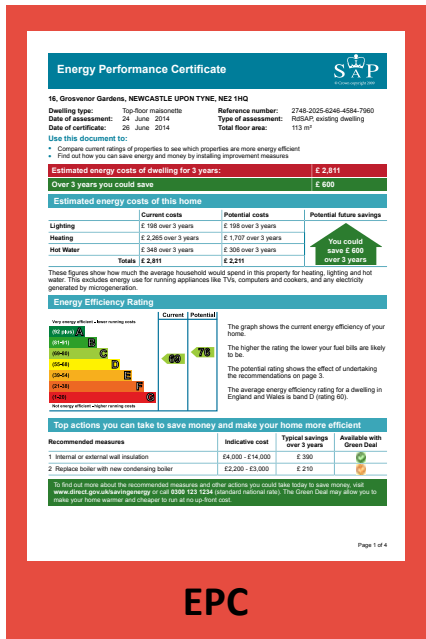 Energy Performance Certificate
SAP
© Crown copyright 2009
16, Grosvenor Gardens, NEWCASTLE UPON TYNE, NE2 1HQ
Dwelling type: Top-floor maisonette Reference number: 2748-2025-6246-4584-7960
Date of assessment: 24 June 2014 Type of assessment: RdSAP, existing dwelling
Date of certificate: 26 June 2014 Total floor area: 113 m²
Use this document to:
• Compare current ratings of properties to see which properties are more energy efficient
• Find out how you can save energy and money by installing improvement measures
Estimated energy costs of dwelling for 3 years: £ 2,811
Over 3 years you could save £ 600
Estimated energy costs of this home
Current costs Potential costs Potential future savings
Lighting £ 198 over 3 years £ 198 over 3 years
Heating £ 2,265 over 3 years £ 1,707 over 3 years
Hot Water £ 348 over 3 years £ 306 over 3 years
Totals £ 2,811 £ 2,211
You could
save £ 600
over 3 years
These figures show how much the average household would spend in this property for heating, lighting and hot
water. This excludes energy use for running appliances like TVs, computers and cookers, and any electricity
generated by microgeneration.
Energy Efficiency Rating
Current Potential
Very energy efficient - lower running costs
(92 plus) A
(81-91) B
(69-80) C
(55-68) D
(39-54) E
(21-38) F
(1-20) G
Not energy efficient - higher running costs
69 76
The graph shows the current energy efficiency of your
home.
The higher the rating the lower your fuel bills are likely
to be.
The potential rating shows the effect of undertaking
the recommendations on page 3.
The average energy efficiency rating for a dwelling in
England and Wales is band D (rating 60).
Top actions you can take to save money and make your home more efficient
Recommended measures Indicative cost Typical savings over 3 years Available with Green Deal
1 Internal or external wall insulation £4,000 - £14,000 £ 390
2 Replace boiler with new condensing boiler £2,200 - £3,000 £ 210
To find out more about the recommended measures and other actions you could take today to save money, visit
www.direct.gov.uk/savingenergy or call 0300 123 1234 (standard national rate). The Green Deal may allow you to
make your home warmer and cheaper to run at no up-front cost.
Page 1 of 4
EPC